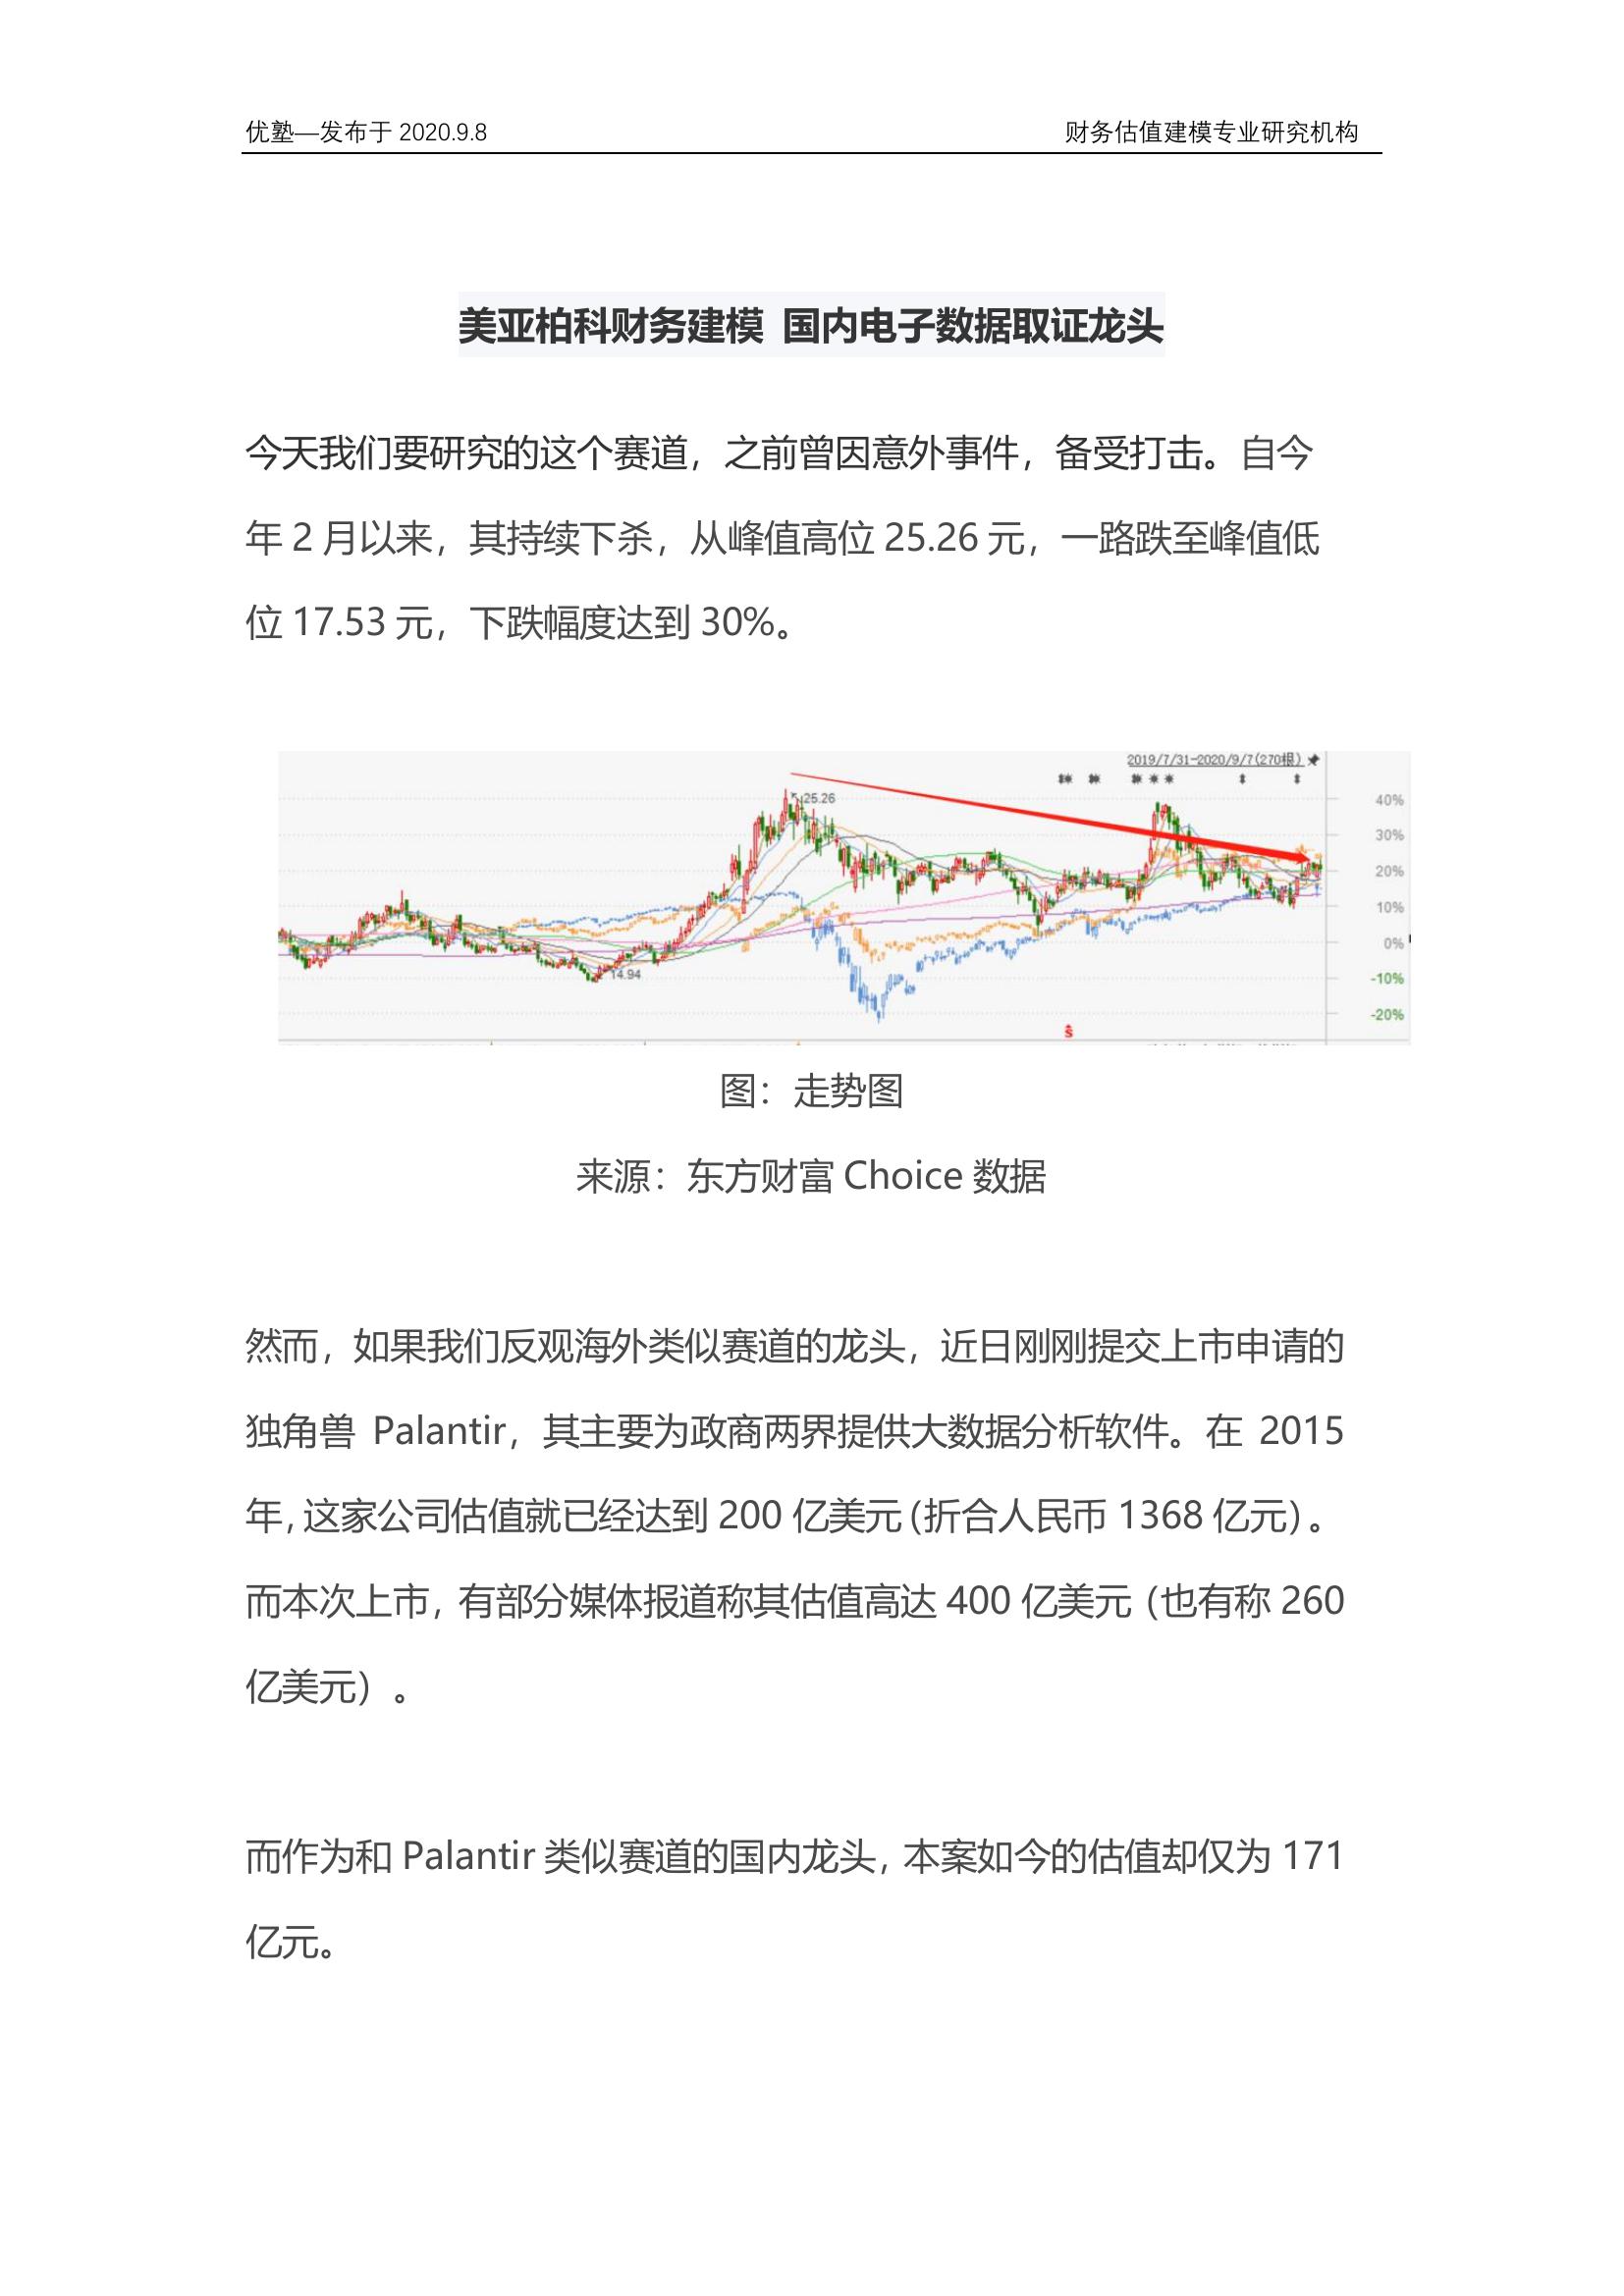 优塾—发布于 2020.9.8
财务估值建模专业研究机构
美亚柏科财务建模 国内电子数据取证龙头
今天我们要研究的这个赛道，之前曾因意外事件，备受打击。自今
年 2 月以来，其持续下杀，从峰值高位 25.26 元，一路跌至峰值低
位 17.53 元，下跌幅度达到 30%。
2019/7/31-2020/9/7(270根)
25.26
14.94
40%
30%
20%
10%
0%
-10%
-20%
图：走势图
来源：东方财富 Choice 数据
然而，如果我们反观海外类似赛道的龙头，近日刚刚提交上市申请的
独角兽 Palantir，其主要为政商两界提供大数据分析软件。在 2015
年，这家公司估值就已经达到 200 亿美元（折合人民币 1368 亿元）。
而本次上市，有部分媒体报道称其估值高达 400 亿美元（也有称 260
亿美元）。
而作为和 Palantir 类似赛道的国内龙头，本案如今的估值却仅为 171
亿元。